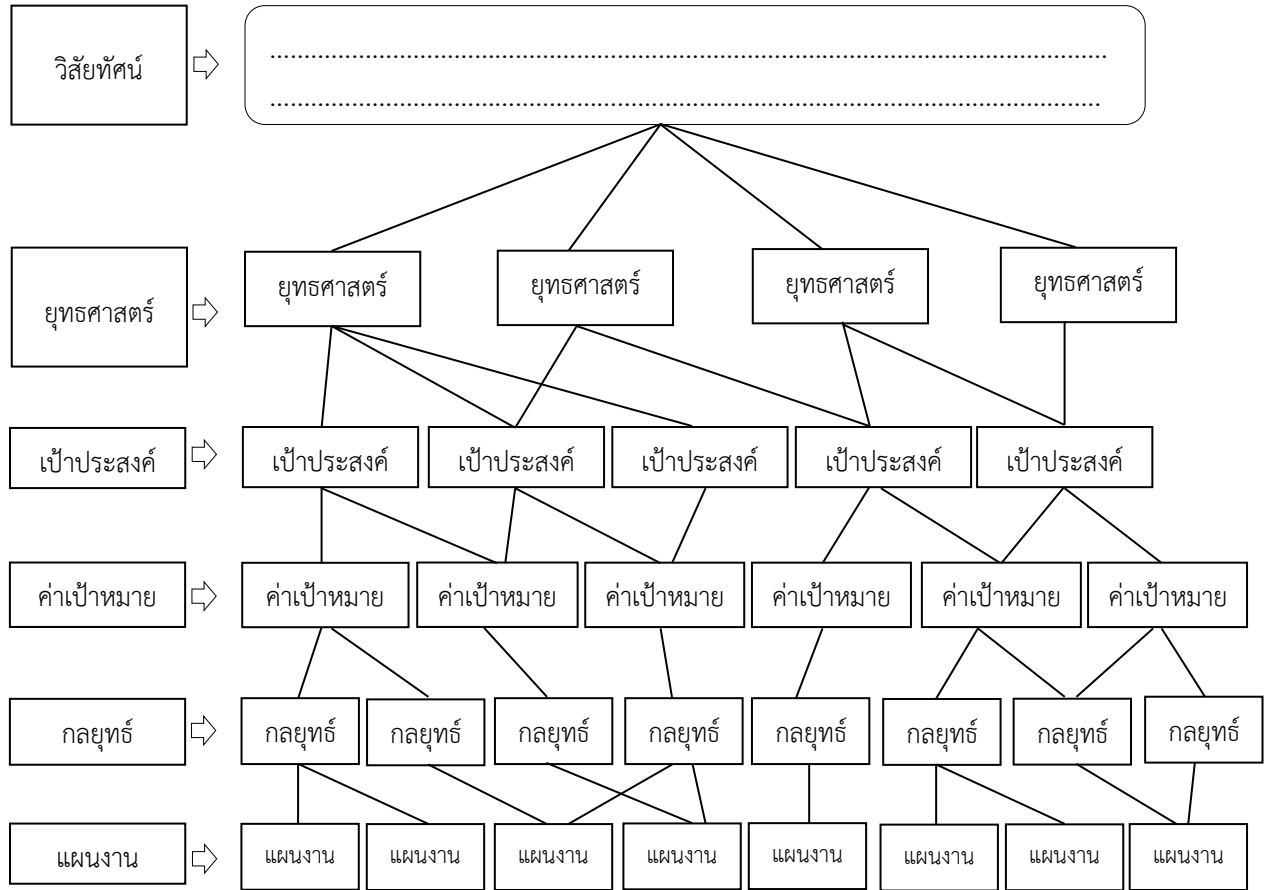 วิสัยทัศน์
....................................................................................................
....................................................................................................
ยุทธศาสตร์ ยุทธศาสตร์ ยุทธศาสตร์ ยุทธศาสตร์ ยุทธศาสตร์
เป้าประสงค์ เป้าประสงค์ เป้าประสงค์ เป้าประสงค์ เป้าประสงค์ เป้าประสงค์
ค่าเป้าหมาย ค่าเป้าหมาย ค่าเป้าหมาย ค่าเป้าหมาย ค่าเป้าหมาย ค่าเป้าหมาย ค่าเป้าหมาย
กลยุทธ์ กลยุทธ์ กลยุทธ์ กลยุทธ์ กลยุทธ์ กลยุทธ์ กลยุทธ์ กลยุทธ์ กลยุทธ์
แผนงาน แผนงาน แผนงาน แผนงาน แผนงาน แผนงาน แผนงาน แผนงาน แผนงาน